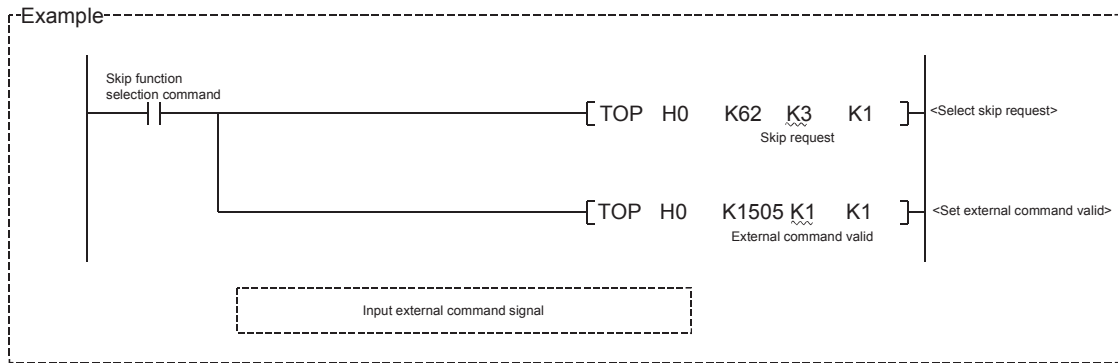 Example
Skip function
selection command
TOP H0 K62 K3 K1 <Select skip request>
Skip request
TOP H0 K1505 K1 K1 <Set external command valid>
External command valid
Input external command signal